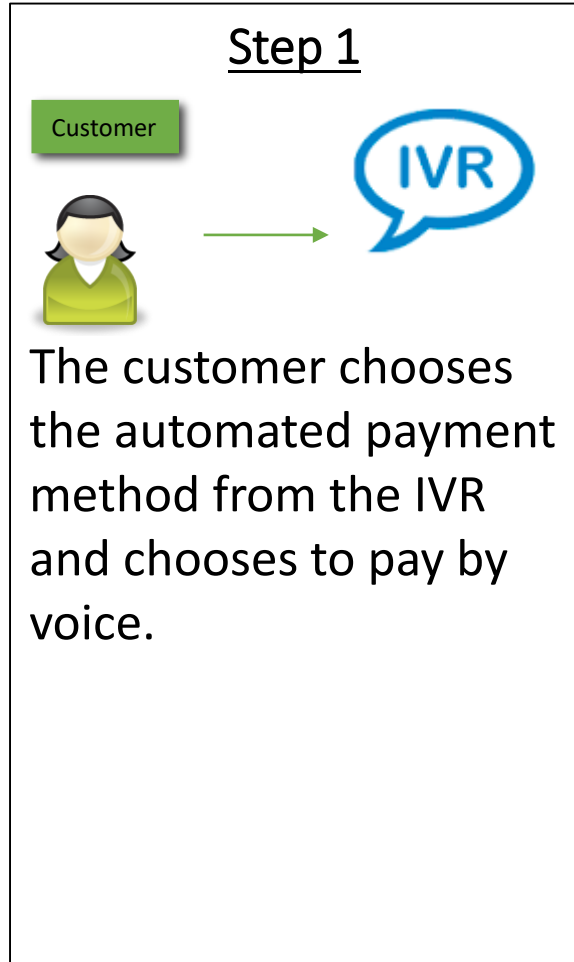 Step 1
Customer
IVR
The customer chooses
the automated payment
method from the IVR
and chooses to pay by
voice.